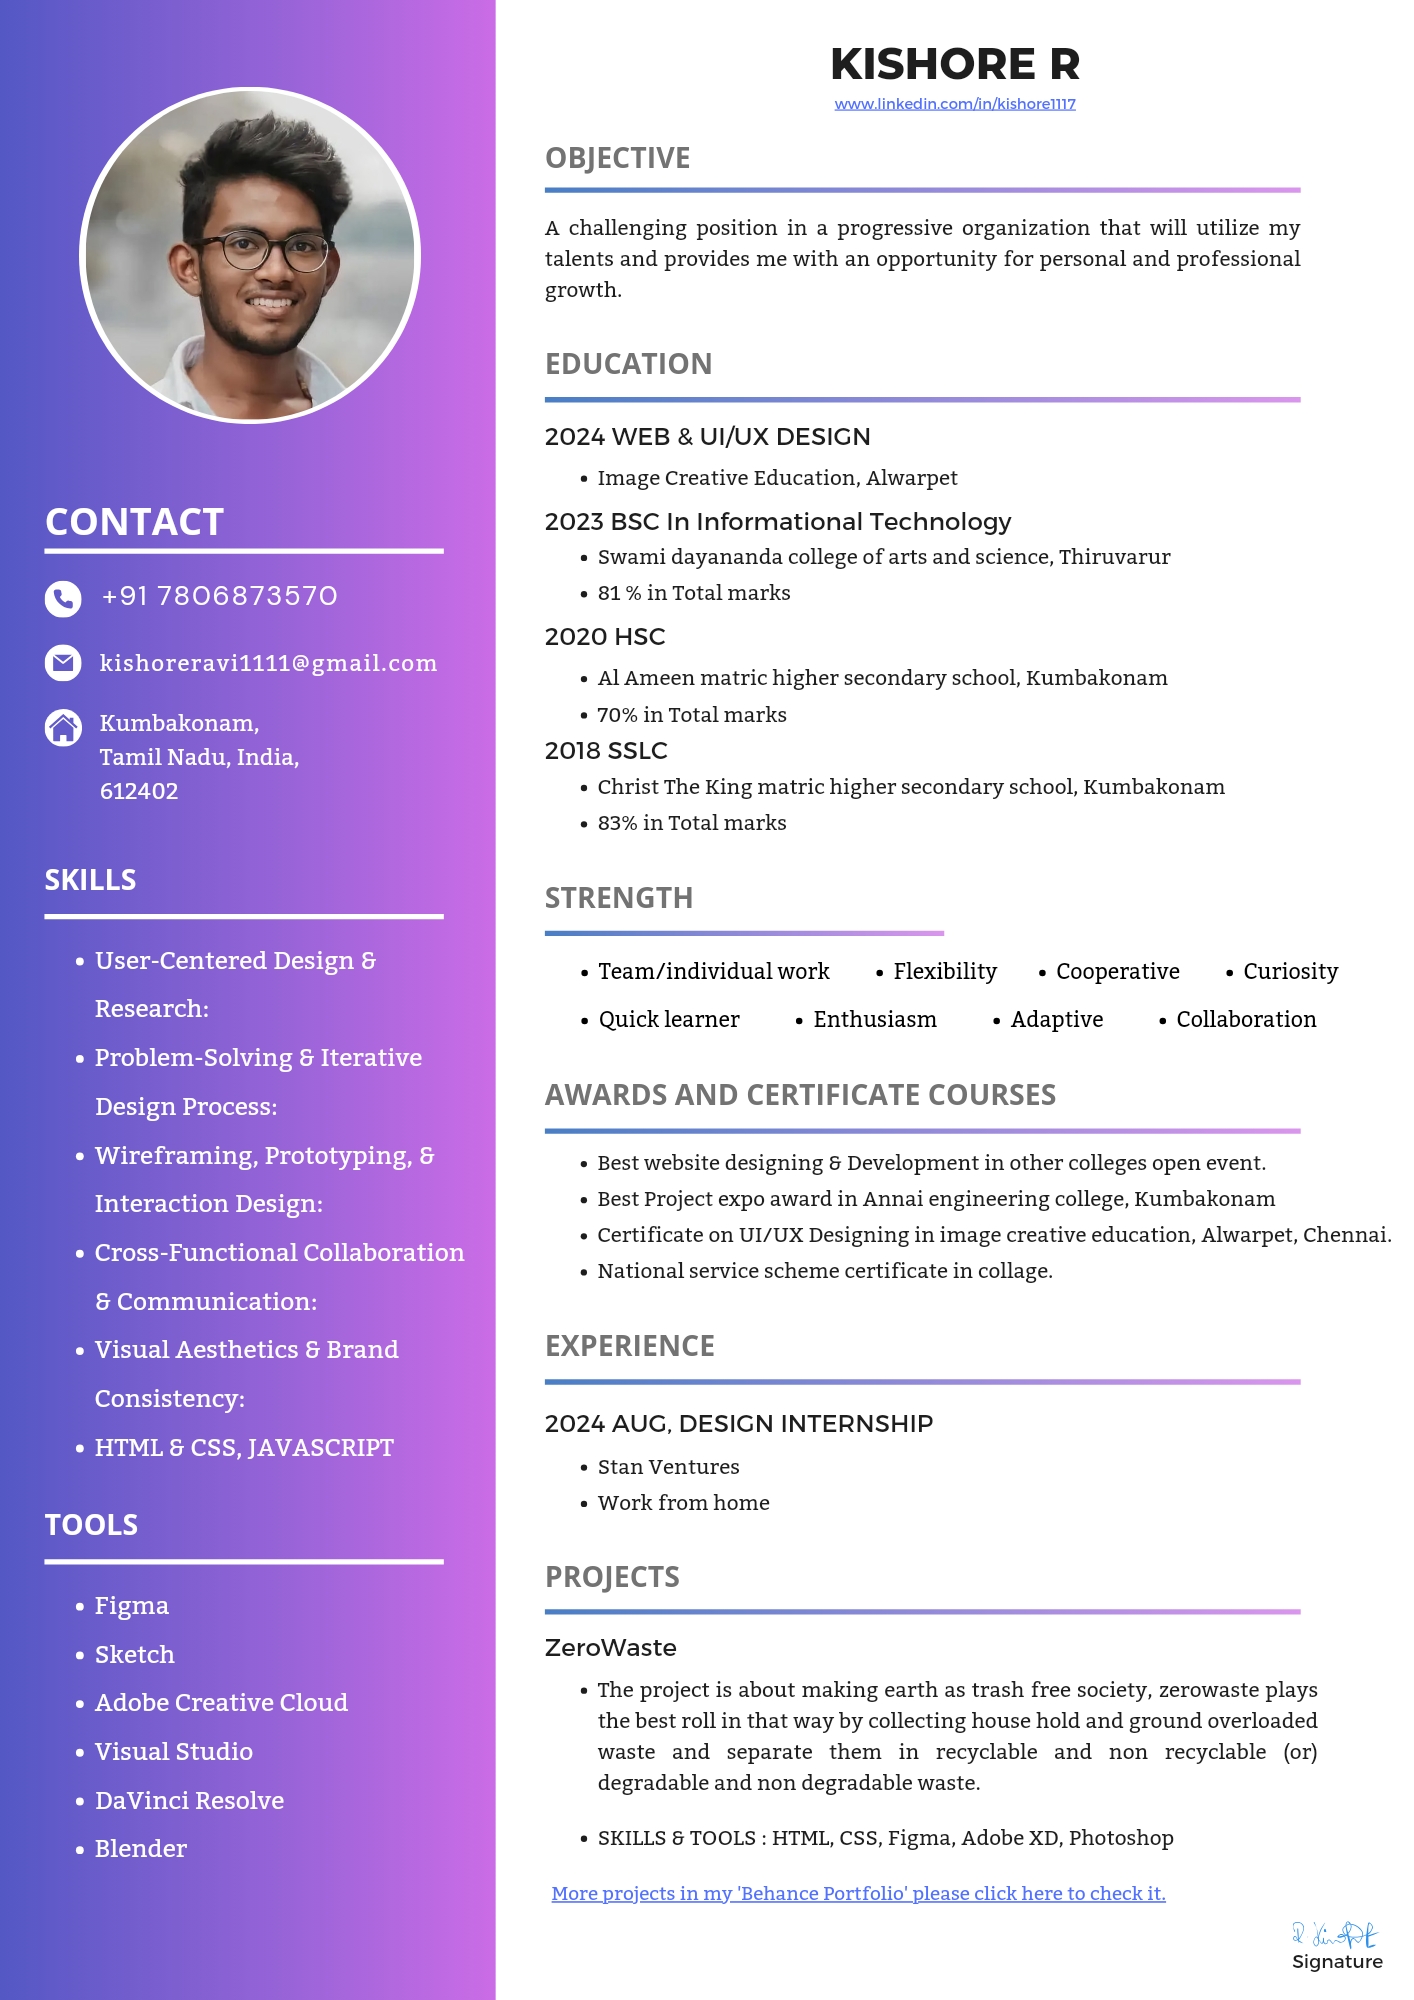 CONTACT
+91 7806873570
kishoreravi1111@gmail.com
Kumbakonam,
Tamil Nadu, India,
612402
SKILLS
• User-Centered Design &
Research:
• Problem-Solving & Iterative
Design Process:
• Wireframing, Prototyping, &
Interaction Design:
• Cross-Functional Collaboration
& Communication:
• Visual Aesthetics & Brand
Consistency:
• HTML & CSS, JAVASCRIPT
TOOLS
• Figma
• Sketch
• Adobe Creative Cloud
• Visual Studio
• DaVinci Resolve
• Blender
KISHORE R
www.linkedin.com/in/kishore1117
OBJECTIVE
A challenging position in a progressive organization that will utilize my
talents and provides me with an opportunity for personal and professional
growth.
EDUCATION
2024 WEB & UI/UX DESIGN
• Image Creative Education, Alwarpet
2023 BSC In Informational Technology
• Swami dayananda college of arts and science, Thiruvarur
• 81 % in Total marks
2020 HSC
• Al Ameen matric higher secondary school, Kumbakonam
• 70% in Total marks
2018 SSLC
• Christ The King matric higher secondary school, Kumbakonam
• 83% in Total marks
STRENGTH
• Team/individual work • Flexibility • Cooperative • Curiosity
• Quick learner • Enthusiasm • Adaptive • Collaboration
AWARDS AND CERTIFICATE COURSES
• Best website designing & Development in other colleges open event.
• Best Project expo award in Annai engineering college, Kumbakonam
• Certificate on UI/UX Designing in image creative education, Alwarpet, Chennai.
• National service scheme certificate in collage.
EXPERIENCE
2024 AUG, DESIGN INTERNSHIP
• Stan Ventures
• Work from home
PROJECTS
ZeroWaste
• The project is about making earth as trash free society, zerowaste plays
the best roll in that way by collecting house hold and ground overloaded
waste and separate them in recyclable and non recyclable (or)
degradable and non degradable waste.
• SKILLS & TOOLS : HTML, CSS, Figma, Adobe XD, Photoshop
More projects in my 'Behance Portfolio' please click here to check it.
Signature